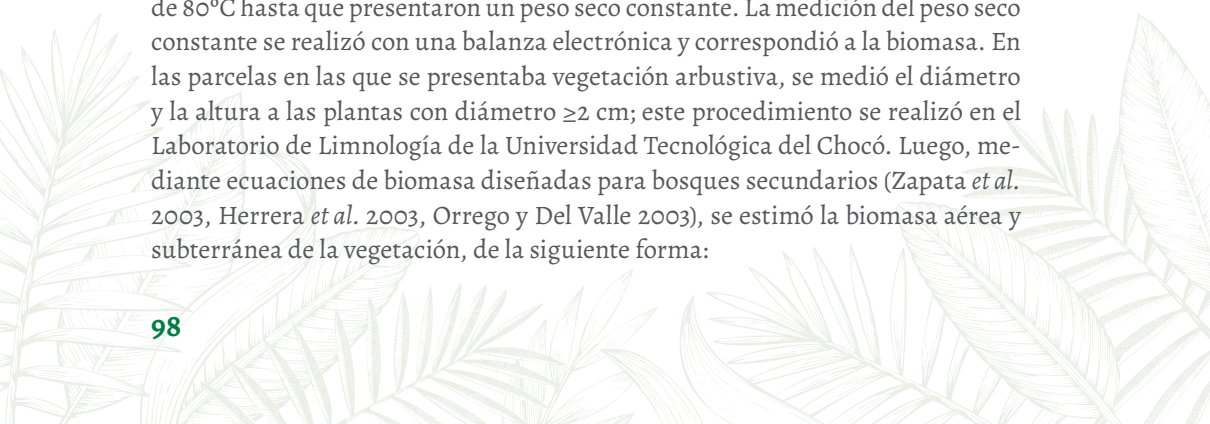 de 80°C hasta que presentaron un peso seco constante. La medición del peso seco
constante se realizó con una balanza electrónica y correspondió a la biomasa. En
las parcelas en las que se presentaba vegetación arbustiva, se medió el diámetro
y la altura a las plantas con diámetro ≥2 cm; este procedimiento se realizó en el
Laboratorio de Limnología de la Universidad Tecnológica del Chocó. Luego, me-
diante ecuaciones de biomasa diseñadas para bosques secundarios (Zapata et al.
2003, Herrera et al. 2003, Orrego y Del Valle 2003), se estimó la biomasa aérea y
subterránea de la vegetación, de la siguiente forma:
98